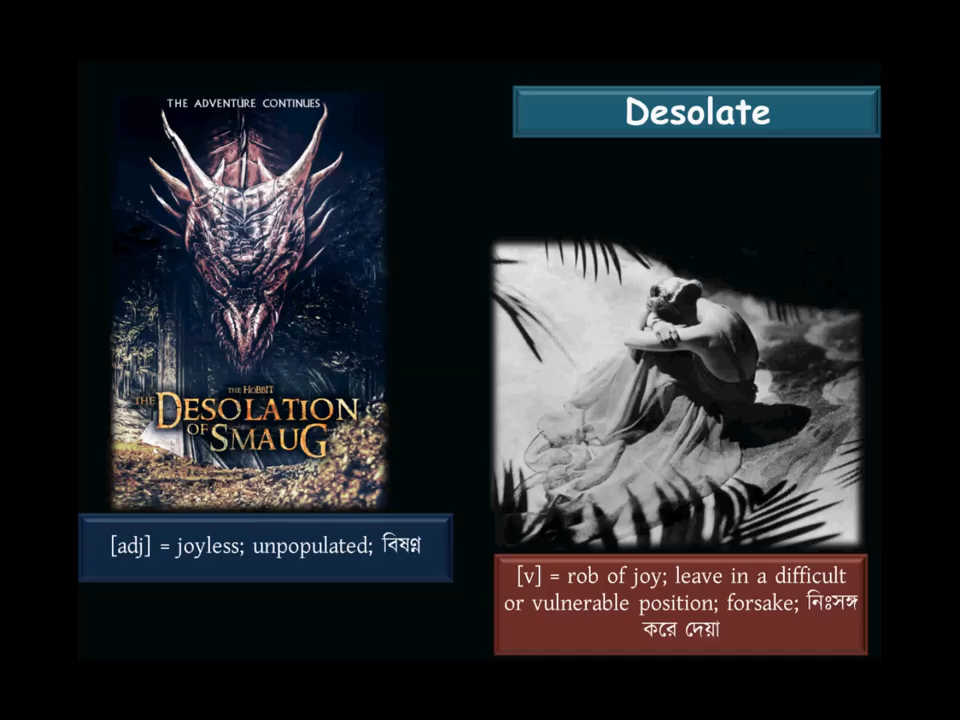 THE ADVENTURE CONTINUES
THE HOBBIT
THE DESOLATION
OF SMAUG
[adj] = joyless; unpopulated; বিষণ্ণ
Desolate
[v] = rob of joy; leave in a difficult
or vulnerable position; forsake; নিঃসঙ্গ
করে দেয়া